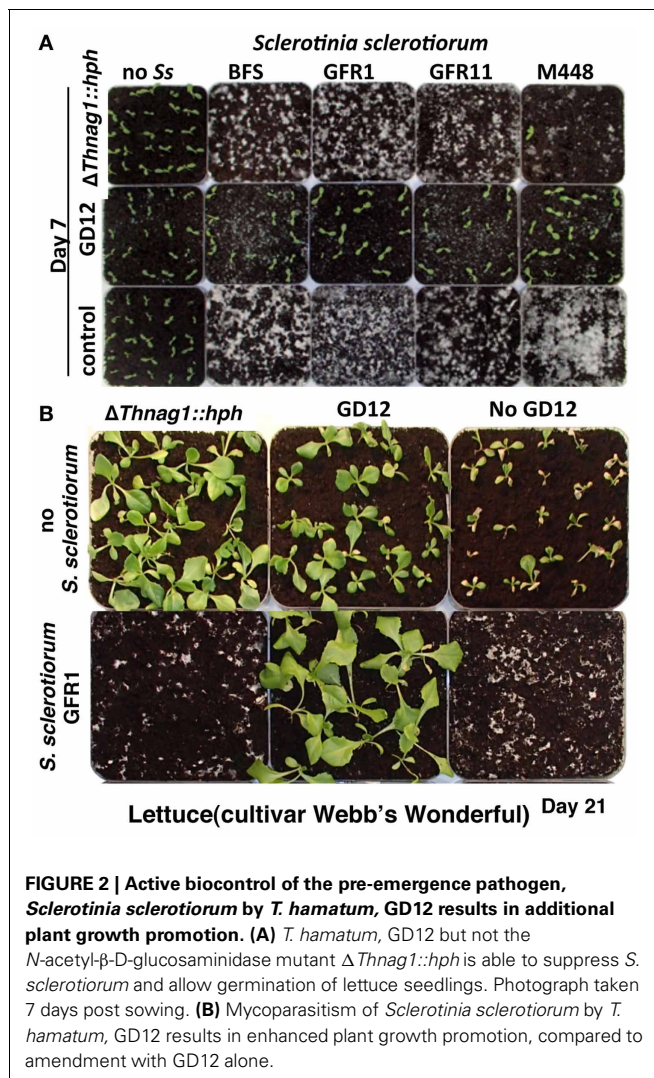 A
Sclerotinia sclerotiorum
no Ss BFS GFR1 GFR11 M448
Day 7
ΔThnag1::hph
GD12
control
B
ΔThnag1::hph GD12 No GD12
no
S. sclerotiorum
S. sclerotiorum
GFR1
Lettuce(cultivar Webb's Wonderful) Day 21
FIGURE 2 | Active biocontrol of the pre-emergence pathogen,
Sclerotinia sclerotiorum by T. hamatum, GD12 results in additional
plant growth promotion. (A) T. hamatum, GD12 but not the
N-acetyl-β-D-glucosaminidase mutant ΔThnag1::hph is able to suppress S.
sclerotiorum and allow germination of lettuce seedlings. Photograph taken
7 days post sowing. (B) Mycoparasitism of Sclerotinia sclerotiorum by T.
hamatum, GD12 results in enhanced plant growth promotion, compared to
amendment with GD12 alone.